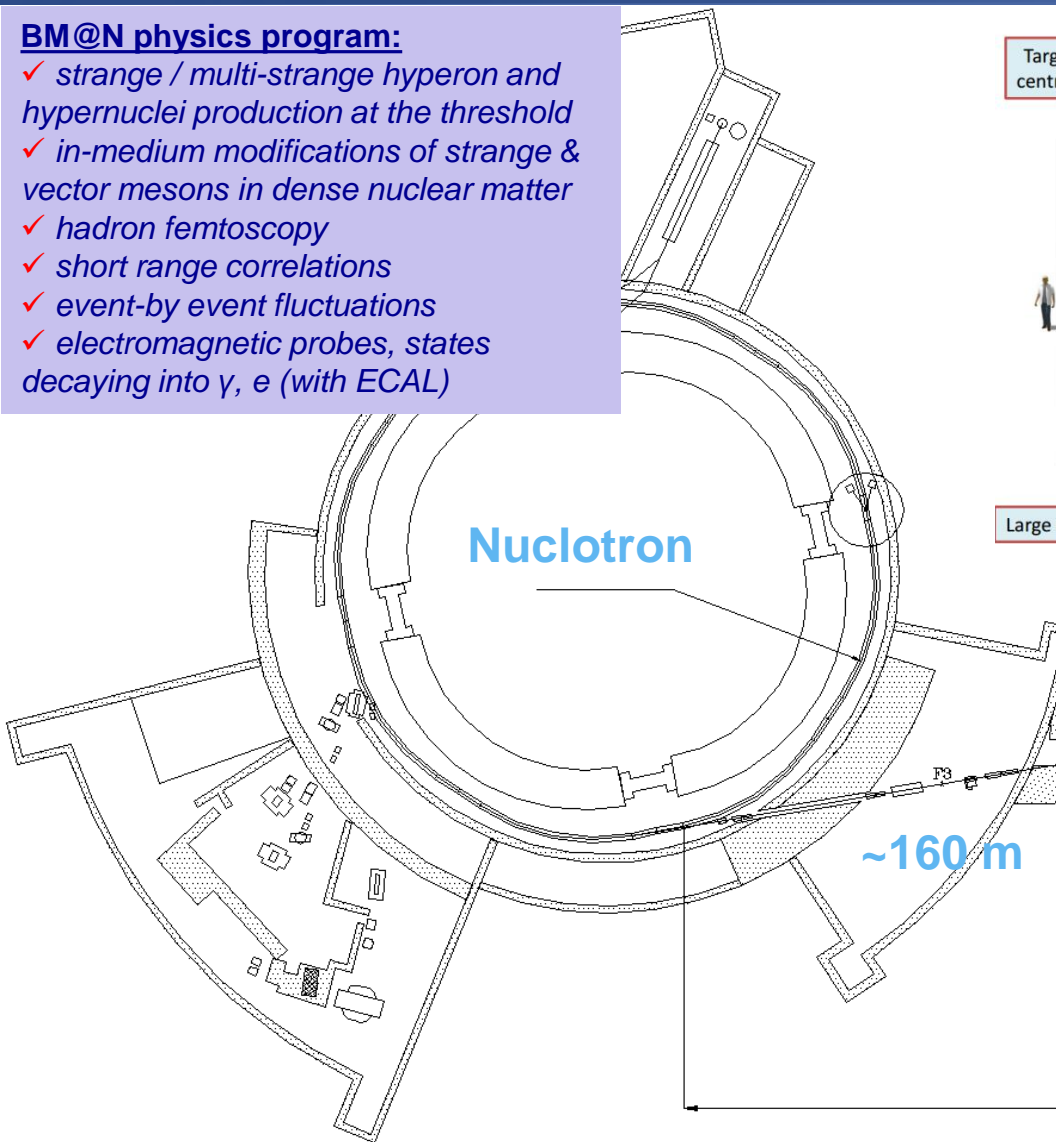 BM@N physics program:
✓ strange / multi-strange hyperon and
hypernuclei production at the threshold
✓ in-medium modifications of strange &
vector mesons in dense nuclear matter
✓ hadron femtoscopy
✓ short range correlations
✓ event-by event fluctuations
✓ electromagnetic probes, states
decaying into γ, e (with ECAL)
Targ
centr
Large
Nuclotron
F3
~160 m